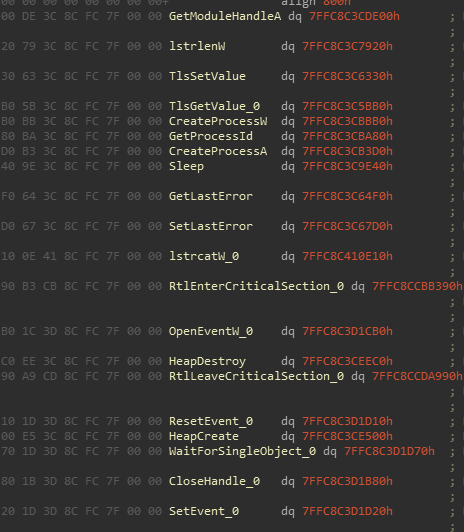 align 800h
00 DE 3C 8C FC 7F 00 00 GetModuleHandleA dq 7FFC8C3CDE00h ;
;
20 79 3C 8C FC 7F 00 00 lstrlenW dq 7FFC8C3C7920h ;
;
30 63 3C 8C FC 7F 00 00 TlsSetValue dq 7FFC8C3C6330h ;
;
B0 5B 3C 8C FC 7F 00 00 TlsGetValue_0 dq 7FFC8C3C5BB0h ;
B0 BB 3C 8C FC 7F 00 00 CreateProcessW dq 7FFC8C3CBBB0h ;
80 BA 3C 8C FC 7F 00 00 GetProcessId dq 7FFC8C3CBA80h ;
D0 B3 3C 8C FC 7F 00 00 CreateProcessA dq 7FFC8C3CB3D0h ;
40 9E 3C 8C FC 7F 00 00 Sleep dq 7FFC8C3C9E40h ;
;
F0 64 3C 8C FC 7F 00 00 GetLastError dq 7FFC8C3C64F0h ;
;
D0 67 3C 8C FC 7F 00 00 SetLastError dq 7FFC8C3C67D0h ;
;
10 0E 41 8C FC 7F 00 00 lstrcatW_0 dq 7FFC8C410E10h ;
;
90 B3 CB 8C FC 7F 00 00 RtlEnterCriticalSection_0 dq 7FFC8CCBB390h
;
;
B0 1C 3D 8C FC 7F 00 00 OpenEventW_0 dq 7FFC8C3D1CB0h ;
;
C0 EE 3C 8C FC 7F 00 00 HeapDestroy dq 7FFC8C3CEEC0h ;
90 A9 CD 8C FC 7F 00 00 RtlLeaveCriticalSection_0 dq 7FFC8CCDA990h
;
;
10 1D 3D 8C FC 7F 00 00 ResetEvent_0 dq 7FFC8C3D1D10h ;
00 E5 3C 8C FC 7F 00 00 HeapCreate dq 7FFC8C3CE500h ;
70 1D 3D 8C FC 7F 00 00 WaitForSingleObject_0 dq 7FFC8C3D1D70h ;
;
80 1B 3D 8C FC 7F 00 00 CloseHandle_0 dq 7FFC8C3D1B80h ;
;
20 1D 3D 8C FC 7F 00 00 SetEvent_0 dq 7FFC8C3D1D20h ;
;